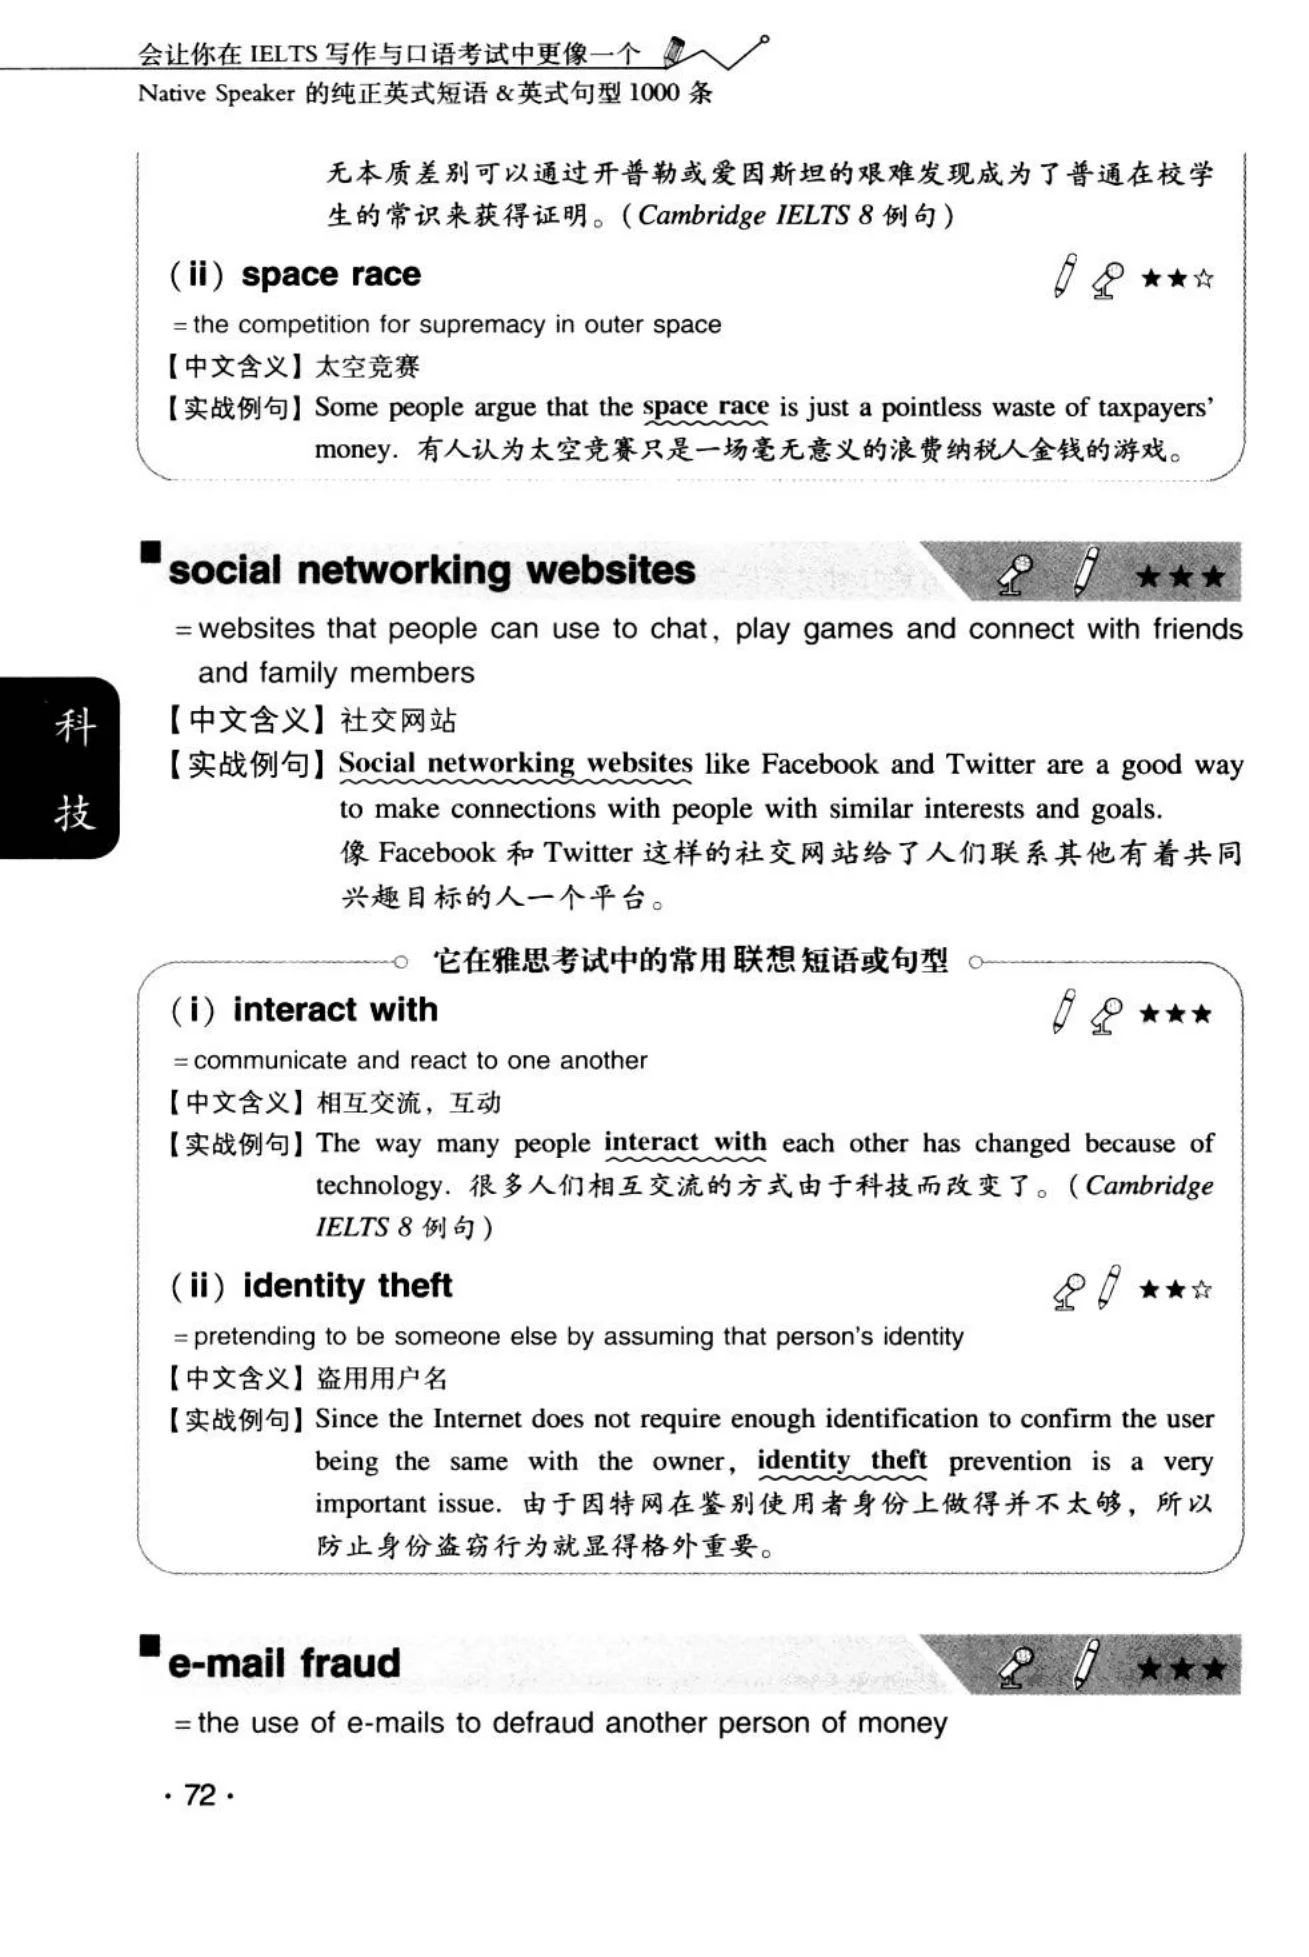 会让你在 IELTS 写作与口语考试中更像一个
Native Speaker 的纯正英式短语 &英式句型 1000 条
无本质差别可以通过开普勒或爱因斯坦的艰难发现成为了普通在校学
生的常识来获得证明。(Cambridge IELTS 8 例句)
(ii) space race ★★☆
=the competition for supremacy in outer space
【中文含义】太空竞赛
【实战例句】Some people argue that the space race is just a pointless waste of taxpayers'
money. 有人认为太空竞赛只是一场毫无意义的浪费纳税人金钱的游戏。
■ social networking websites ★★★
=websites that people can use to chat, play games and connect with friends
and family members
【中文含义】社交网站
【实战例句】Social networking websites like Facebook and Twitter are a good way
to make connections with people with similar interests and goals.
像 Facebook 和 Twitter 这样的社交网站给了人们联系其他有着共同
兴趣目标的人一个平台。
科
技
它在雅思考试中的常用联想短语或句型
(i) interact with ★★★
=communicate and react to one another
【中文含义】相互交流，互动
【实战例句】The way many people interact with each other has changed because of
technology. 很多人们相互交流的方式由于科技而改变了。(Cambridge
IELTS 8 例句)
(ii) identity theft ★★☆
=pretending to be someone else by assuming that person's identity
【中文含义】盗用用户名
【实战例句】Since the Internet does not require enough identification to confirm the user
being the same with the owner, identity theft prevention is a very
important issue. 由于因特网在鉴别使用者身份上做得并不太够，所以
防止身份盗窃行为就显得格外重要。
■ e-mail fraud ★★★
=the use of e-mails to defraud another person of money
· 72 ·